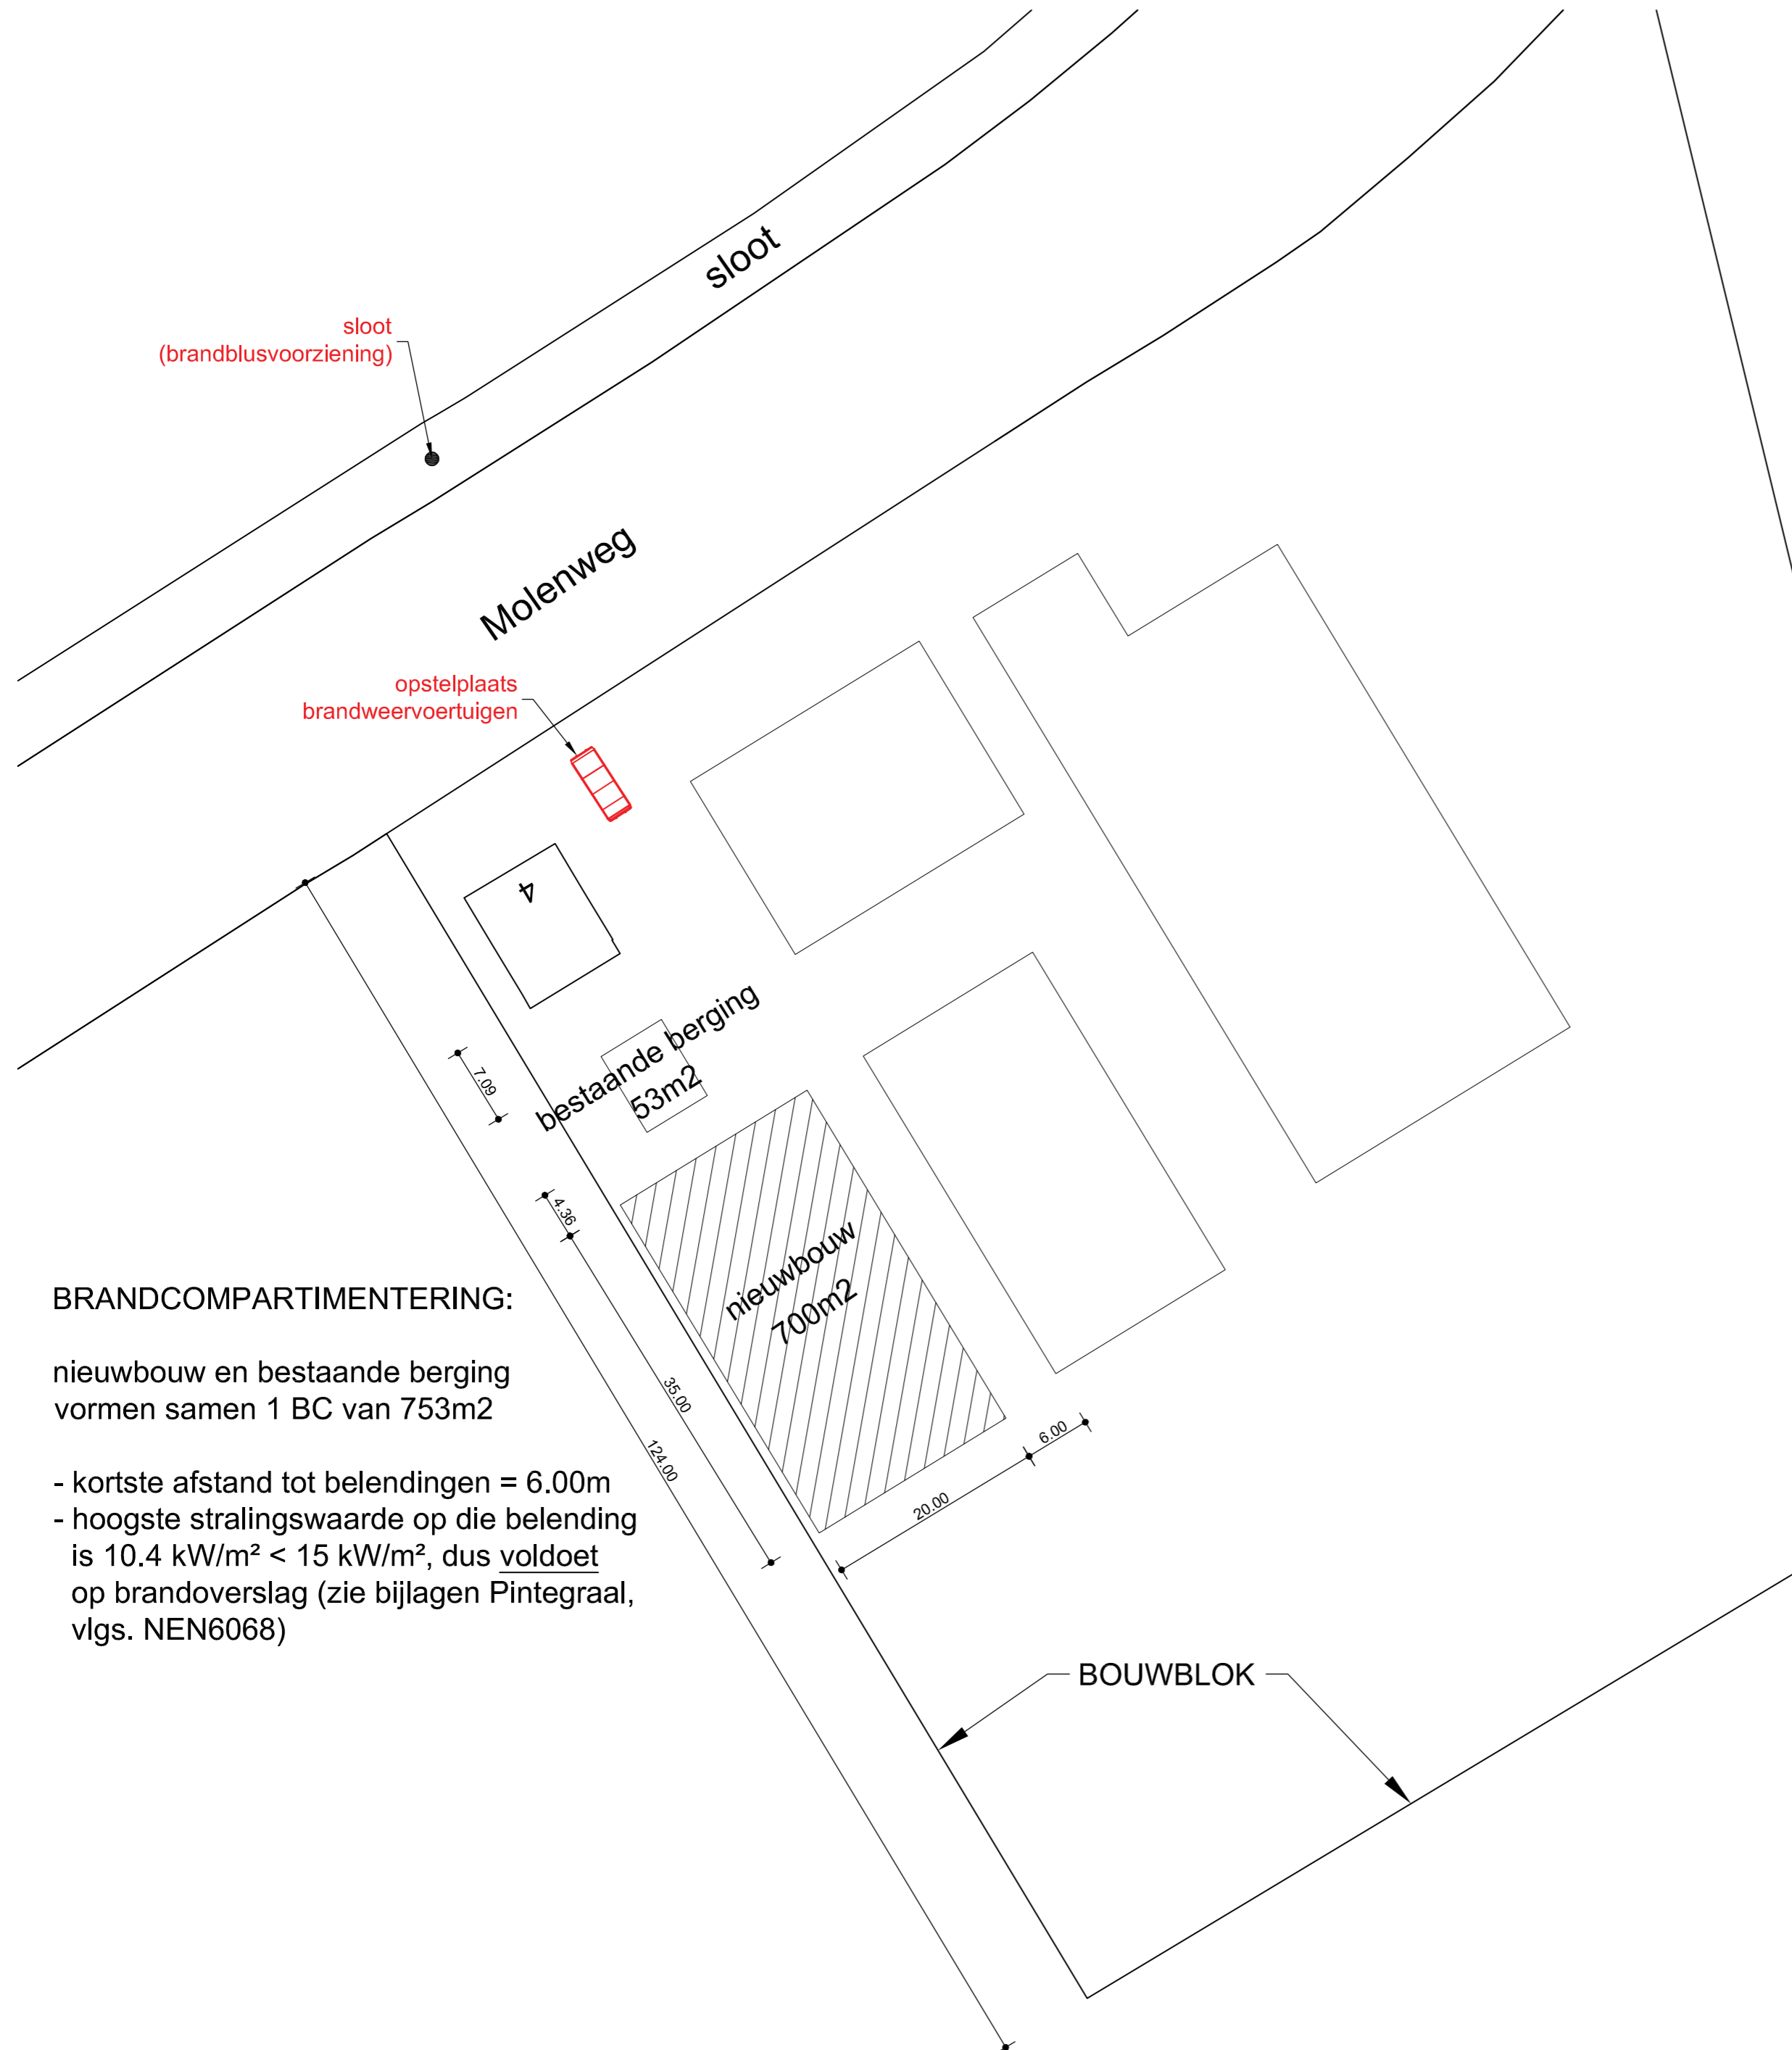 sloot
sloot
(brandblusvoorziening)
Molenweg
opstelplaats
brandweervoertuigen
4
bestaande berging
53m2
7.09
4.36
nieuwbouw
700m2
35.00
124.00
6.00
20.00
BRANDCOMPARTIMENTERING:
nieuwbouw en bestaande berging
vormen samen 1 BC van 753m2
- kortste afstand tot belendingen = 6.00m
- hoogste stralingswaarde op die belending
is 10.4 kW/m² < 15 kW/m², dus voldoet
op brandoverslag (zie bijlagen Pintegraal,
vlgs. NEN6068)
BOUWBLOK